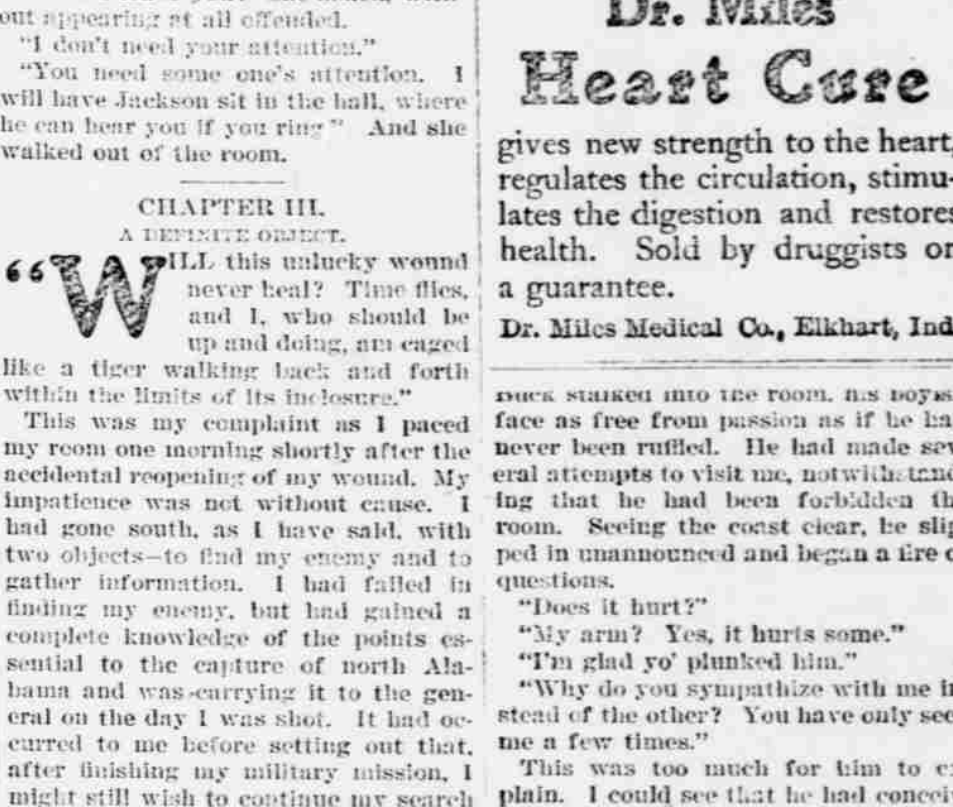 out appearing at all offended.
"I don't need your attention."
"You need some one's attention. I
will have Jackson sit in the hall, where
he can hear you if you ring" And she
walked out of the room.
CHAPTER III.
A DEFINITE OBJECT.
"WILL this unlucky wound
never heal? Time flies,
and I, who should be
up and doing, am caged
like a tiger walking back and forth
within the limits of its inclosure."
This was my complaint as I paced
my room one morning shortly after the
accidental reopening of my wound. My
impatience was not without cause. I
had gone south, as I have said, with
two objects—to find my enemy and to
gather information. I had failed in
finding my enemy, but had gained a
complete knowledge of the points es-
sential to the capture of north Ala-
bama and was carrying it to the gen-
eral on the day I was shot. It had oc-
curred to me before setting out that,
after finishing my military mission, I
might still wish to continue my search
Dr. Miles
Heart Cure
gives new strength to the heart,
regulates the circulation, stimu-
lates the digestion and restores
health. Sold by druggists on
a guarantee.
Dr. Miles Medical Co., Elkhart, Ind
Buck stalked into the room, his boyis
face as free from passion as if he ha
never been ruffled. He had made sev
eral attempts to visit me, notwithstand
ing that he had been forbidden th
room. Seeing the coast clear, he slip
ped in unannounced and began a fire o
questions.
"Does it hurt?"
"My arm? Yes, it hurts some."
"I'm glad yo' plunked him."
"Why do you sympathize with me in
stead of the other? You have only see
me a few times."
This was too much for him to ex
plain. I could see that he had concei